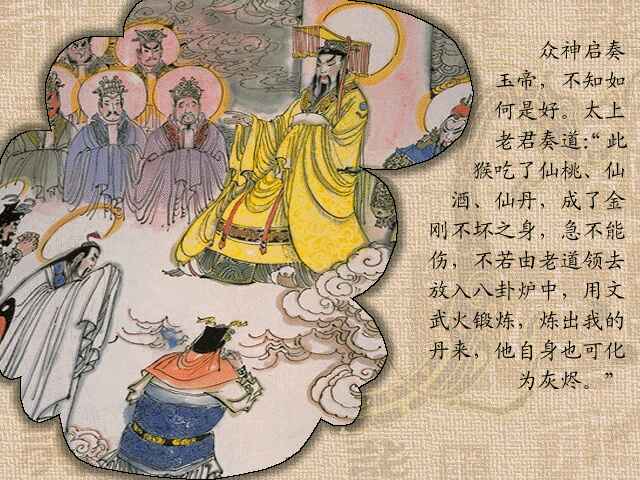 众神启奏
玉帝，不知如
何是好。太上
老君奏道:“此
猴吃了仙桃、仙
酒、仙丹，成了金
刚不坏之身，急不能
伤，不若由老道领去
放入八卦炉中，用文
武火锻炼，炼出我的
丹来，他自身也可化
为灰烬。”